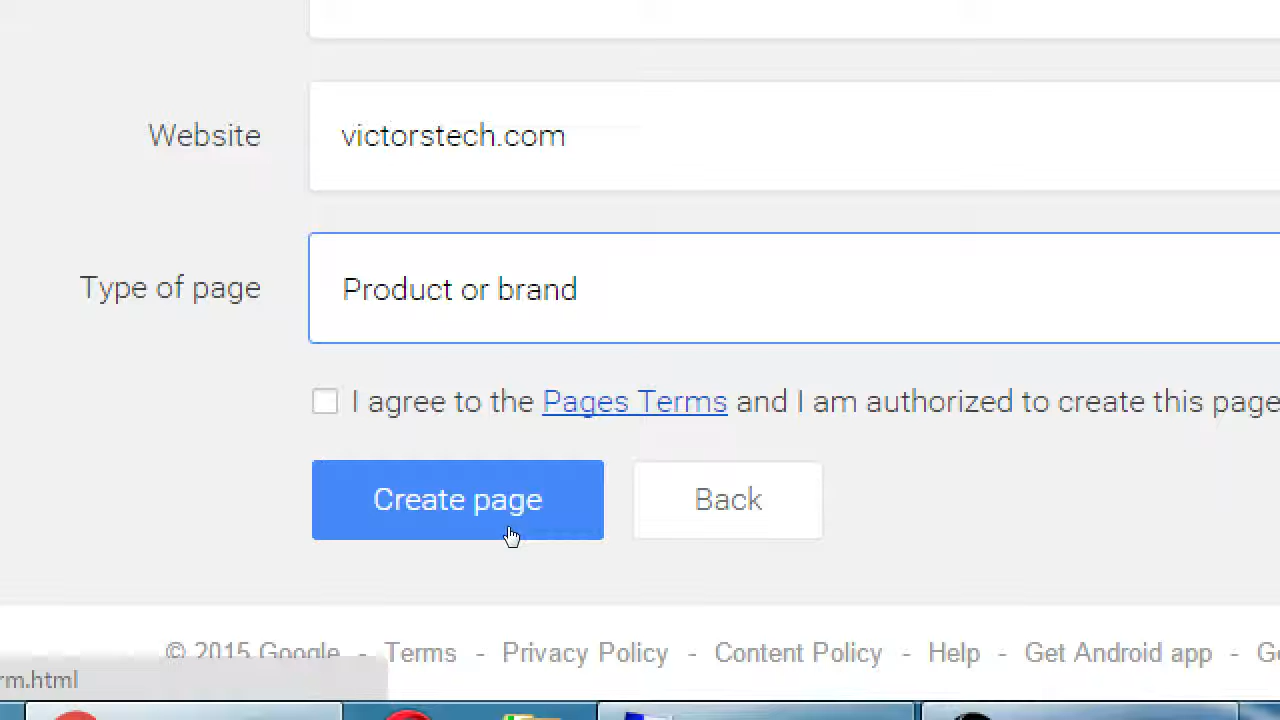 Website victorstech.com
Type of page Product or brand
I agree to the Pages Terms and I am authorized to create this page
Create page Back
© 2015 Google - Terms - Privacy Policy - Content Policy - Help - Get Android app -
rm.html